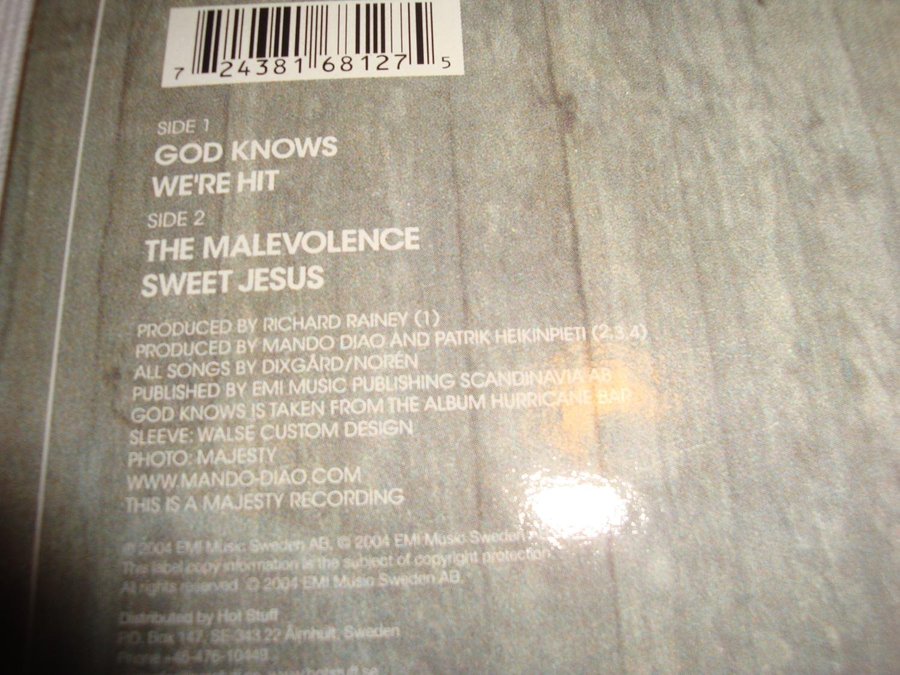 7 24381 68127 5
SIDE 1
GOD KNOWS
WE'RE HIT
SIDE 2
THE MALEVOLENCE
SWEET JESUS
PRODUCED BY RICHARD RAINEY (1)
PRODUCED BY MANDO DIAO AND PATRIK HEIKINPIETI (2,3,4)
ALL SONGS BY DIXGÅRD/NORÉN
PUBLISHED BY EMI MUSIC PUBLISHING SCANDINAVIA AB
GOD KNOWS IS TAKEN FROM THE ALBUM HURRICANE BAR
SLEEVE: WALSE CUSTOM DESIGN
PHOTO: MAJESTY
WWW.MANDO-DIAO.COM
THIS IS A MAJESTY RECORDING
℗ 2004 EMI Music Sweden AB. © 2004 EMI Music Sweden
This label copy information is the subject of copyright protection.
All rights reserved. © 2004 EMI Music Sweden AB.
Distributed by Hot Stuff
P.O. Box 147, SE-343 22 Älmhult, Sweden
Phone +46-476-10449